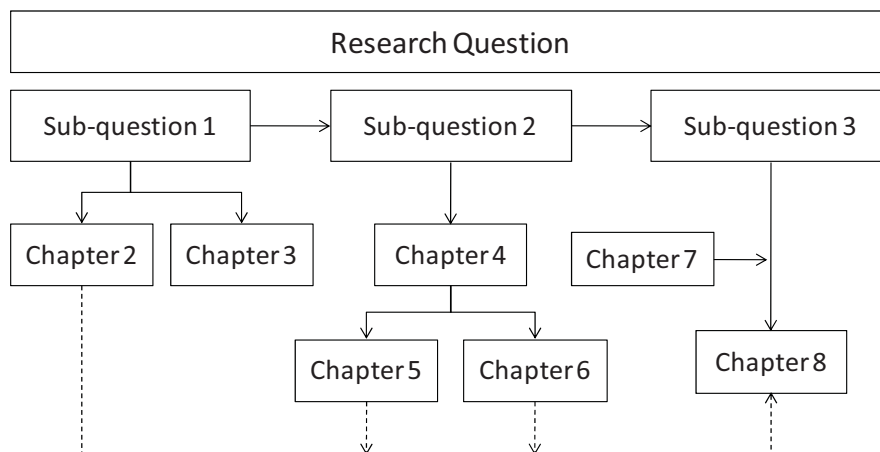 Research Question
Sub-question 1
Sub-question 2
Sub-question 3
Chapter 2
Chapter 3
Chapter 4
Chapter 7
Chapter 5
Chapter 6
Chapter 8